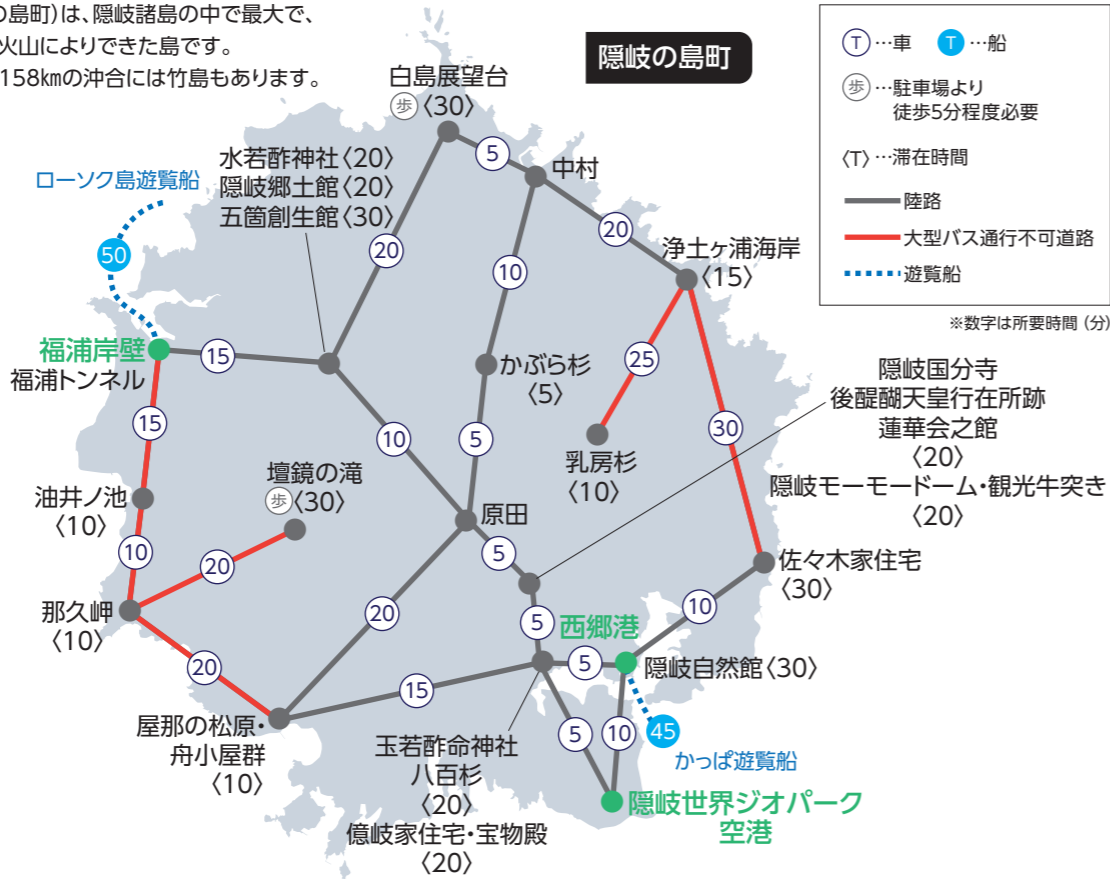 の島町)は、隠岐諸島の中で最大で、
火山によりできた島です。
158kmの沖合には竹島もあります。
隠岐の島町
T…車 T…船
歩…駐車場より
徒歩5分程度必要
〈T〉…滞在時間
陸路
大型バス通行不可道路
遊覧船
※数字は所要時間(分)
白島展望台
歩〈30〉
5
中村
水若酢神社〈20〉
隠岐郷土館〈20〉
五箇創生館〈30〉
ローソク島遊覧船
50
20
10
20
浄土ヶ浦海岸
〈15〉
福浦岸壁
福浦トンネル
15
かぶら杉
〈5〉
25
30
隠岐国分寺
後醍醐天皇行在所跡
蓮華会之館
〈20〉
隠岐モーモードーム・観光牛突き
〈20〉
15
10
5
乳房杉
〈10〉
壇鏡の滝
歩〈30〉
油井ノ池
〈10〉
原田
10
20
5
佐々木家住宅
〈30〉
那久岬
〈10〉
20
5
10
西郷港
20
15
5
隠岐自然館〈30〉
屋那の松原・
舟小屋群
〈10〉
玉若酢命神社
八百杉
〈20〉
億岐家住宅・宝物殿
〈20〉
5
10
45
かっぱ遊覧船
隠岐世界ジオパーク
空港